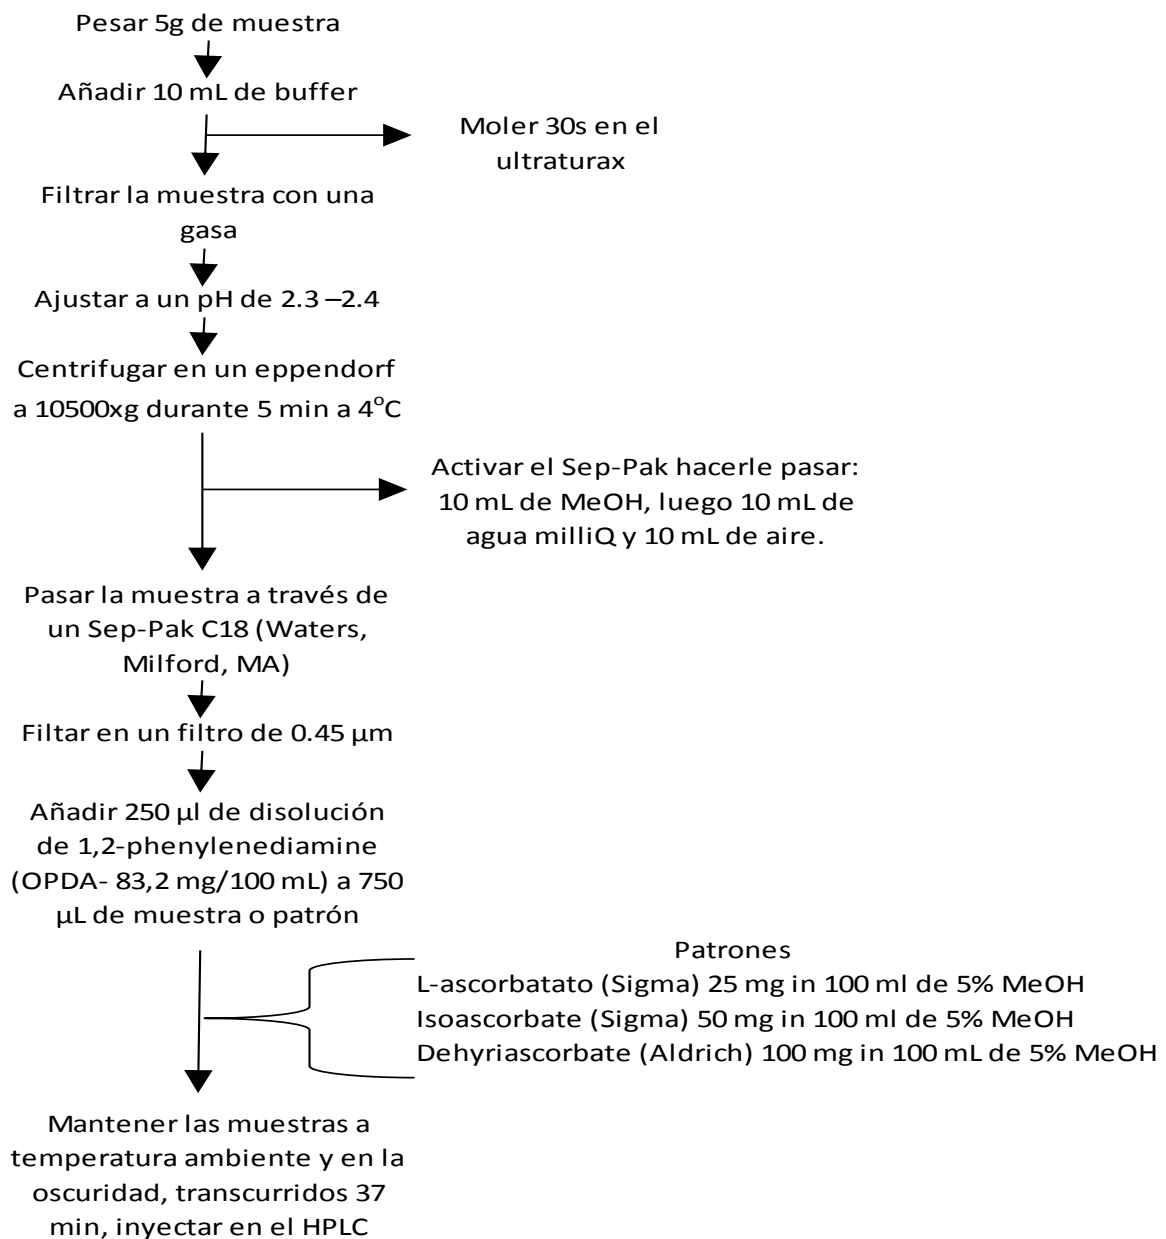 Pesar 5g de muestra
Añadir 10 mL de buffer
Moler 30s en el
ultraturax
Filtrar la muestra con una
gasa
Ajustar a un pH de 2.3 –2.4
Centrifugar en un eppendorf
a 10500xg durante 5 min a 4°C
Activar el Sep-Pak hacerle pasar:
10 mL de MeOH, luego 10 mL de
agua milliQ y 10 mL de aire.
Pasar la muestra a través de
un Sep-Pak C18 (Waters,
Milford, MA)
Filtar en un filtro de 0.45 µm
Añadir 250 µl de disolución
de 1,2-phenylenediamine
(OPDA- 83,2 mg/100 mL) a 750
µL de muestra o patrón
Patrones
L-ascorbatato (Sigma) 25 mg in 100 ml de 5% MeOH
Isoascorbate (Sigma) 50 mg in 100 ml de 5% MeOH
Dehyriascorbate (Aldrich) 100 mg in 100 mL de 5% MeOH
Mantener las muestras a
temperatura ambiente y en la
oscuridad, transcurridos 37
min, inyectar en el HPLC